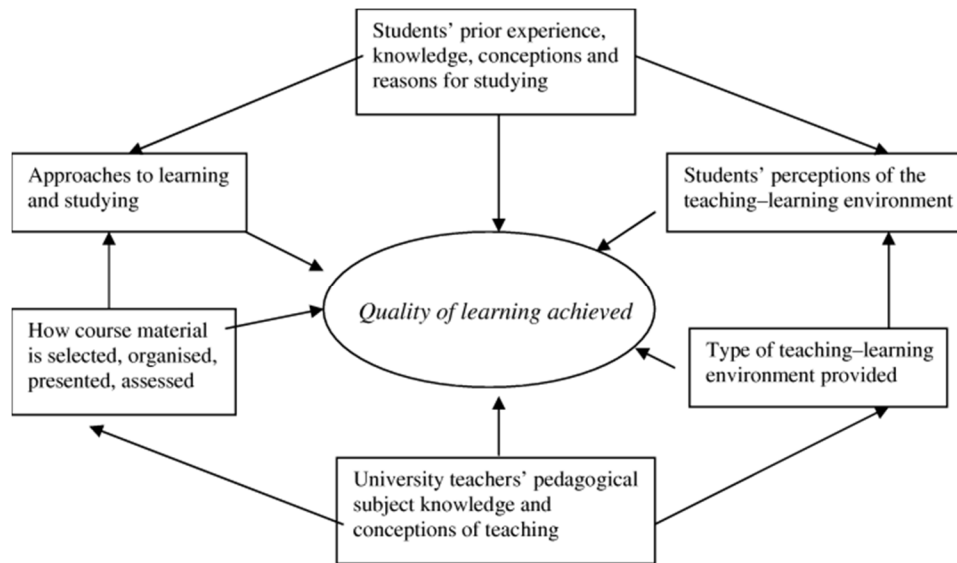 Students’ prior experience,
knowledge, conceptions and
reasons for studying
Approaches to learning
and studying
Students’ perceptions of the
teaching–learning environment
Quality of learning achieved
How course material
is selected, organised,
presented, assessed
Type of teaching–learning
environment provided
University teachers’ pedagogical
subject knowledge and
conceptions of teaching